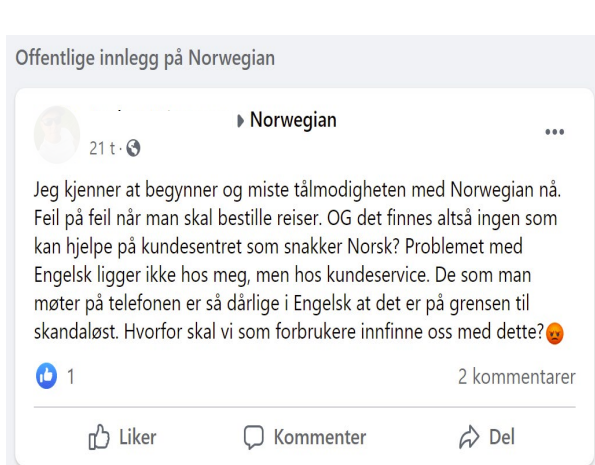 Offentlige innlegg på Norwegian
Norwegian
21 t ·
Jeg kjenner at begynner og miste tålmodigheten med Norwegian nå.
Feil på feil når man skal bestille reiser. OG det finnes altså ingen som
kan hjelpe på kundesentret som snakker Norsk? Problemet med
Engelsk ligger ikke hos meg, men hos kundeservice. De som man
møter på telefonen er så dårlige i Engelsk at det er på grensen til
skandaløst. Hvorfor skal vi som forbrukere innfinne oss med dette?😡
1 2 kommentarer
Liker Kommenter Del